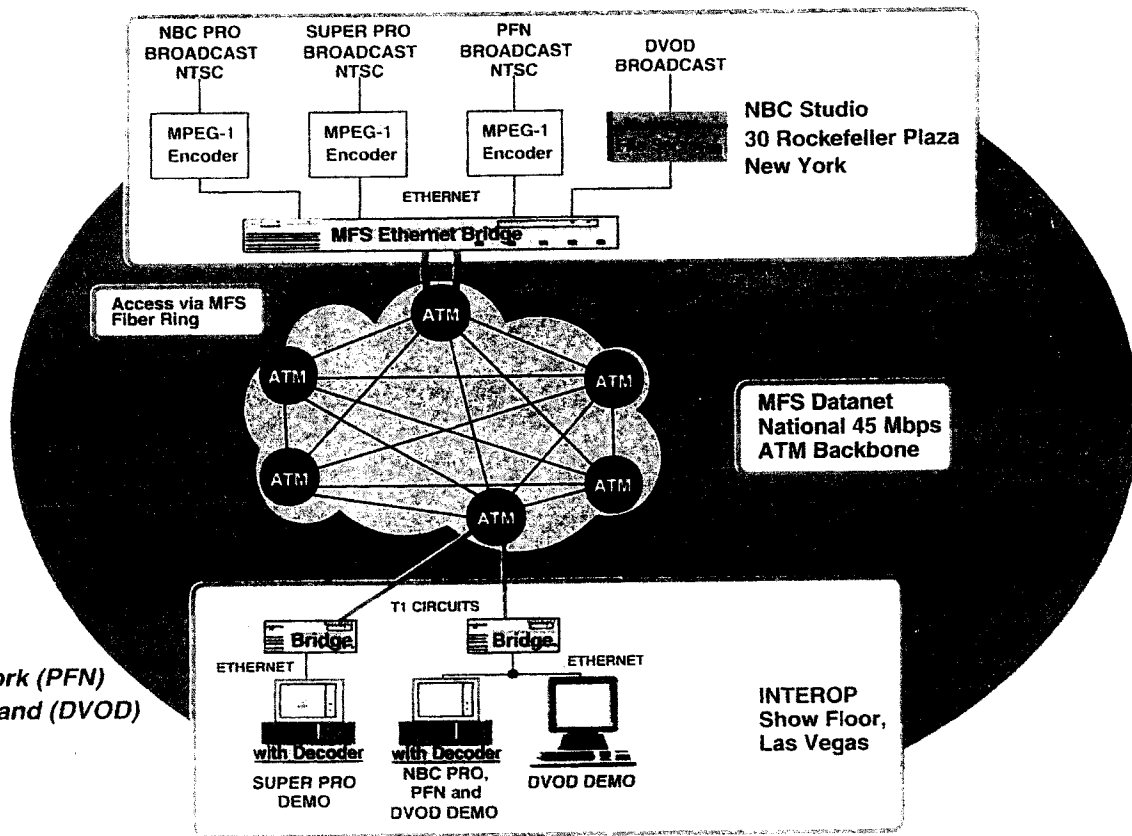 NBC PRO
BROADCAST
NTSC
SUPER PRO
BROADCAST
NTSC
PFN
BROADCAST
NTSC
DVOD
BROADCAST
MPEG-1
Encoder
MPEG-1
Encoder
MPEG-1
Encoder
NBC Studio
30 Rockefeller Plaza
New York
ETHERNET
MFS Ethernet Bridge
Access via MFS
Fiber Ring
ATM
ATM
ATM
ATM
ATM
ATM
MFS Datanet
National 45 Mbps
ATM Backbone
T1 CIRCUITS
Bridge
Bridge
ETHERNET
ETHERNET
rk (PFN)
and (DVOD)
with Decoder
SUPER PRO
DEMO
with Decoder
NBC PRO,
PFN and
DVOD DEMO
DVOD DEMO
INTEROP
Show Floor,
Las Vegas